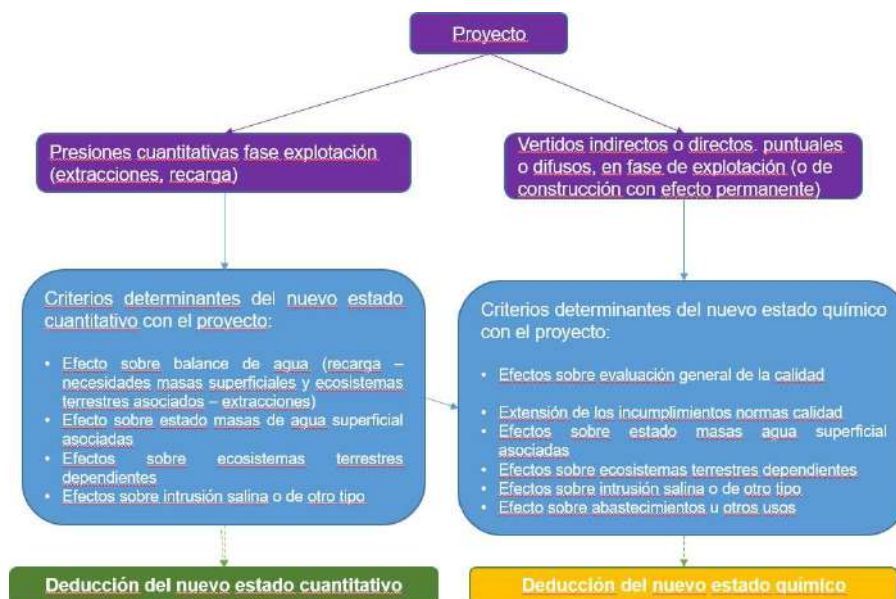 Proyecto
Presiones cuantitativas fase explotación
(extracciones, recarga)
Vertidos indirectos o directos. puntuales
o difusos, en fase de explotación (o de
construcción con efecto permanente)
Criterios determinantes del nuevo estado
cuantitativo con el proyecto:
• Efecto sobre balance de agua (recarga –
necesidades masas superficiales y ecosistemas
terrestres asociados – extracciones)
• Efecto sobre estado masas de agua superficial
asociadas
• Efectos sobre ecosistemas terrestres
dependientes
• Efectos sobre intrusión salina o de otro tipo
Criterios determinantes del nuevo estado químico
con el proyecto:
• Efectos sobre evaluación general de la calidad
• Extensión de los incumplimientos normas calidad
• Efectos sobre estado masas agua superficial
asociadas
• Efectos sobre ecosistemas terrestres dependientes
• Efectos sobre intrusión salina o de otro tipo
• Efecto sobre abastecimientos u otros usos
Deducción del nuevo estado cuantitativo
Deducción del nuevo estado químico